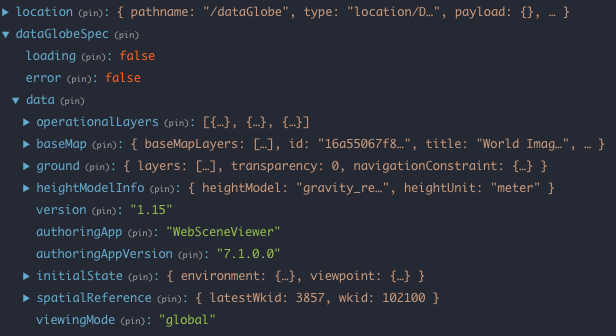 ▶ location (pin): { pathname: "/dataGlobe", type: "location/D…", payload: {}, … }
▼ dataGlobeSpec
loading (pin): false
error (pin): false
▼ data (pin)
▶ operationalLayers (pin): [{…}, {…}, {…}]
▶ baseMap (pin): { baseMapLayers: […], id: "16a55067f8…", title: "World Imag…", … }
▶ ground (pin): { layers: […], transparency: 0, navigationConstraint: {…} }
▶ heightModelInfo (pin): { heightModel: "gravity_re…", heightUnit: "meter" }
version (pin): "1.15"
authoringApp (pin): "WebSceneViewer"
authoringAppVersion (pin): "7.1.0.0"
▶ initialState (pin): { environment: {…}, viewpoint: {…} }
▶ spatialReference (pin): { latestWkid: 3857, wkid: 102100 }
viewingMode (pin): "global"